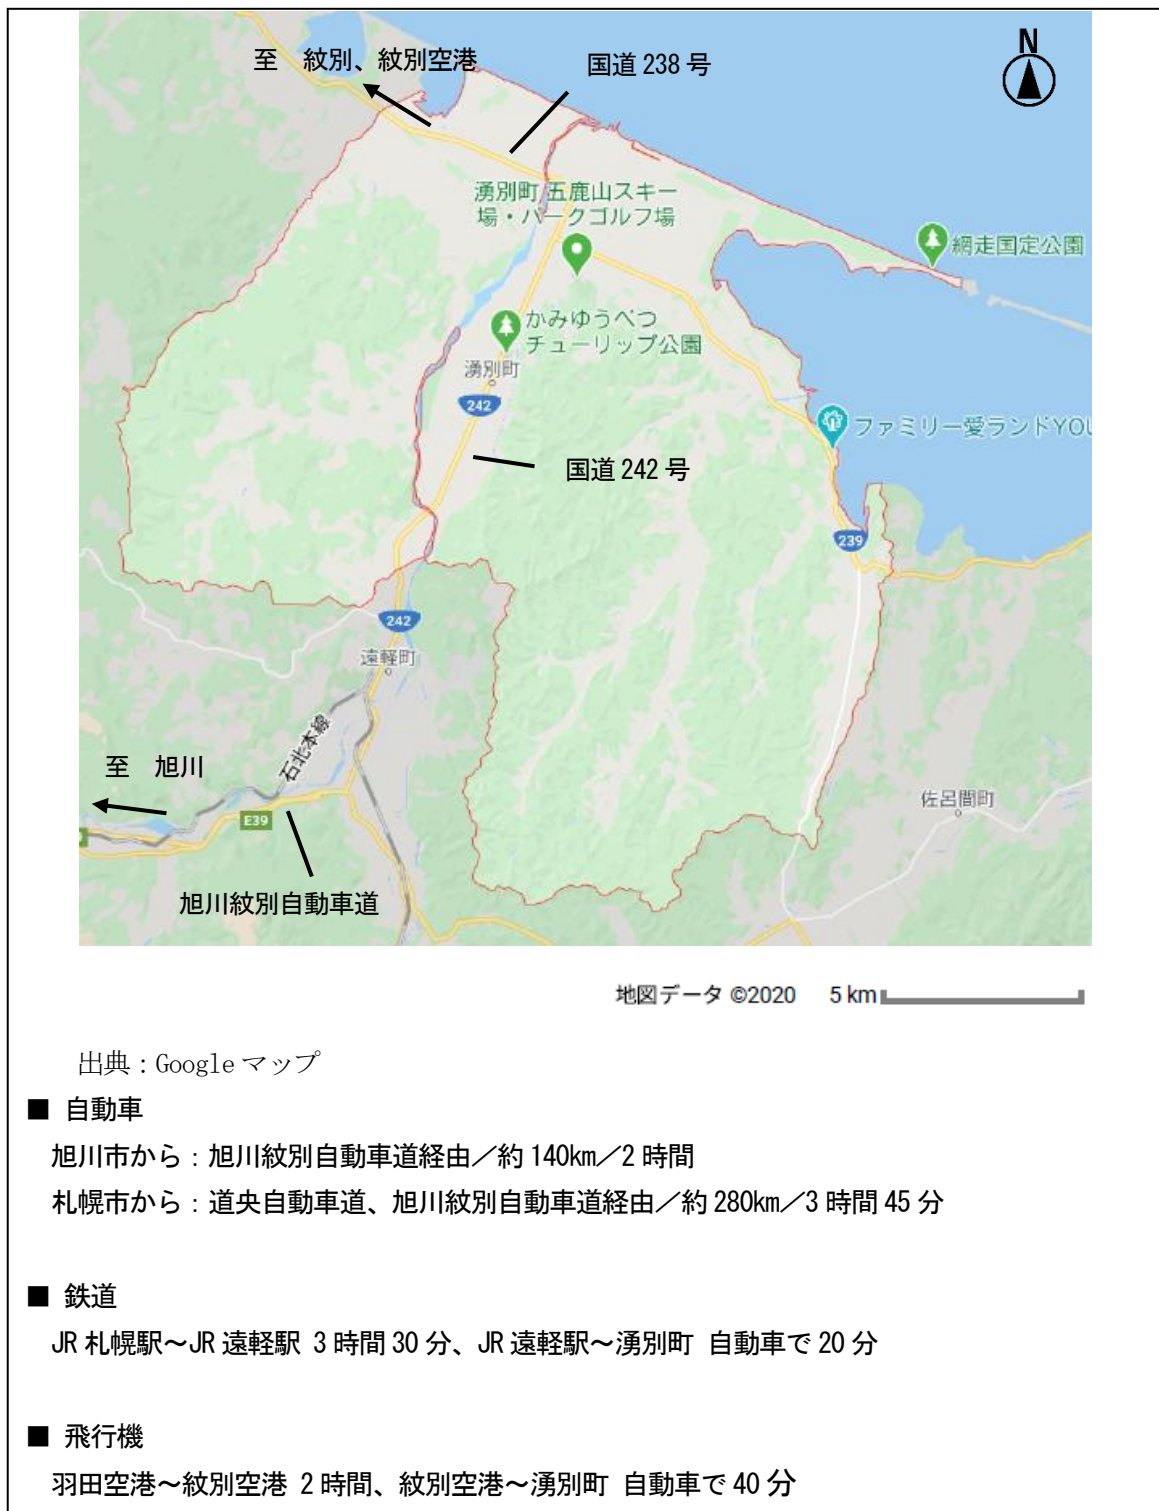 至　紋別、紋別空港
国道 238 号
N
湧別町 五鹿山スキー
場・パークゴルフ場
網走国定公園
かみゆうべつ
チューリップ公園
湧別町
242
ファミリー愛ランドYOU
国道 242 号
239
242
遠軽町
石北本線
至　旭川
佐呂間町
E39
旭川紋別自動車道
地図データ ©2020 5 km
出典：Google マップ
■ 自動車
旭川市から：旭川紋別自動車道経由／約 140km／2 時間
札幌市から：道央自動車道、旭川紋別自動車道経由／約 280km／3 時間 45 分
■ 鉄道
JR 札幌駅～JR 遠軽駅 3 時間 30 分、JR 遠軽駅～湧別町 自動車で 20 分
■ 飛行機
羽田空港～紋別空港 2 時間、紋別空港～湧別町 自動車で 40 分